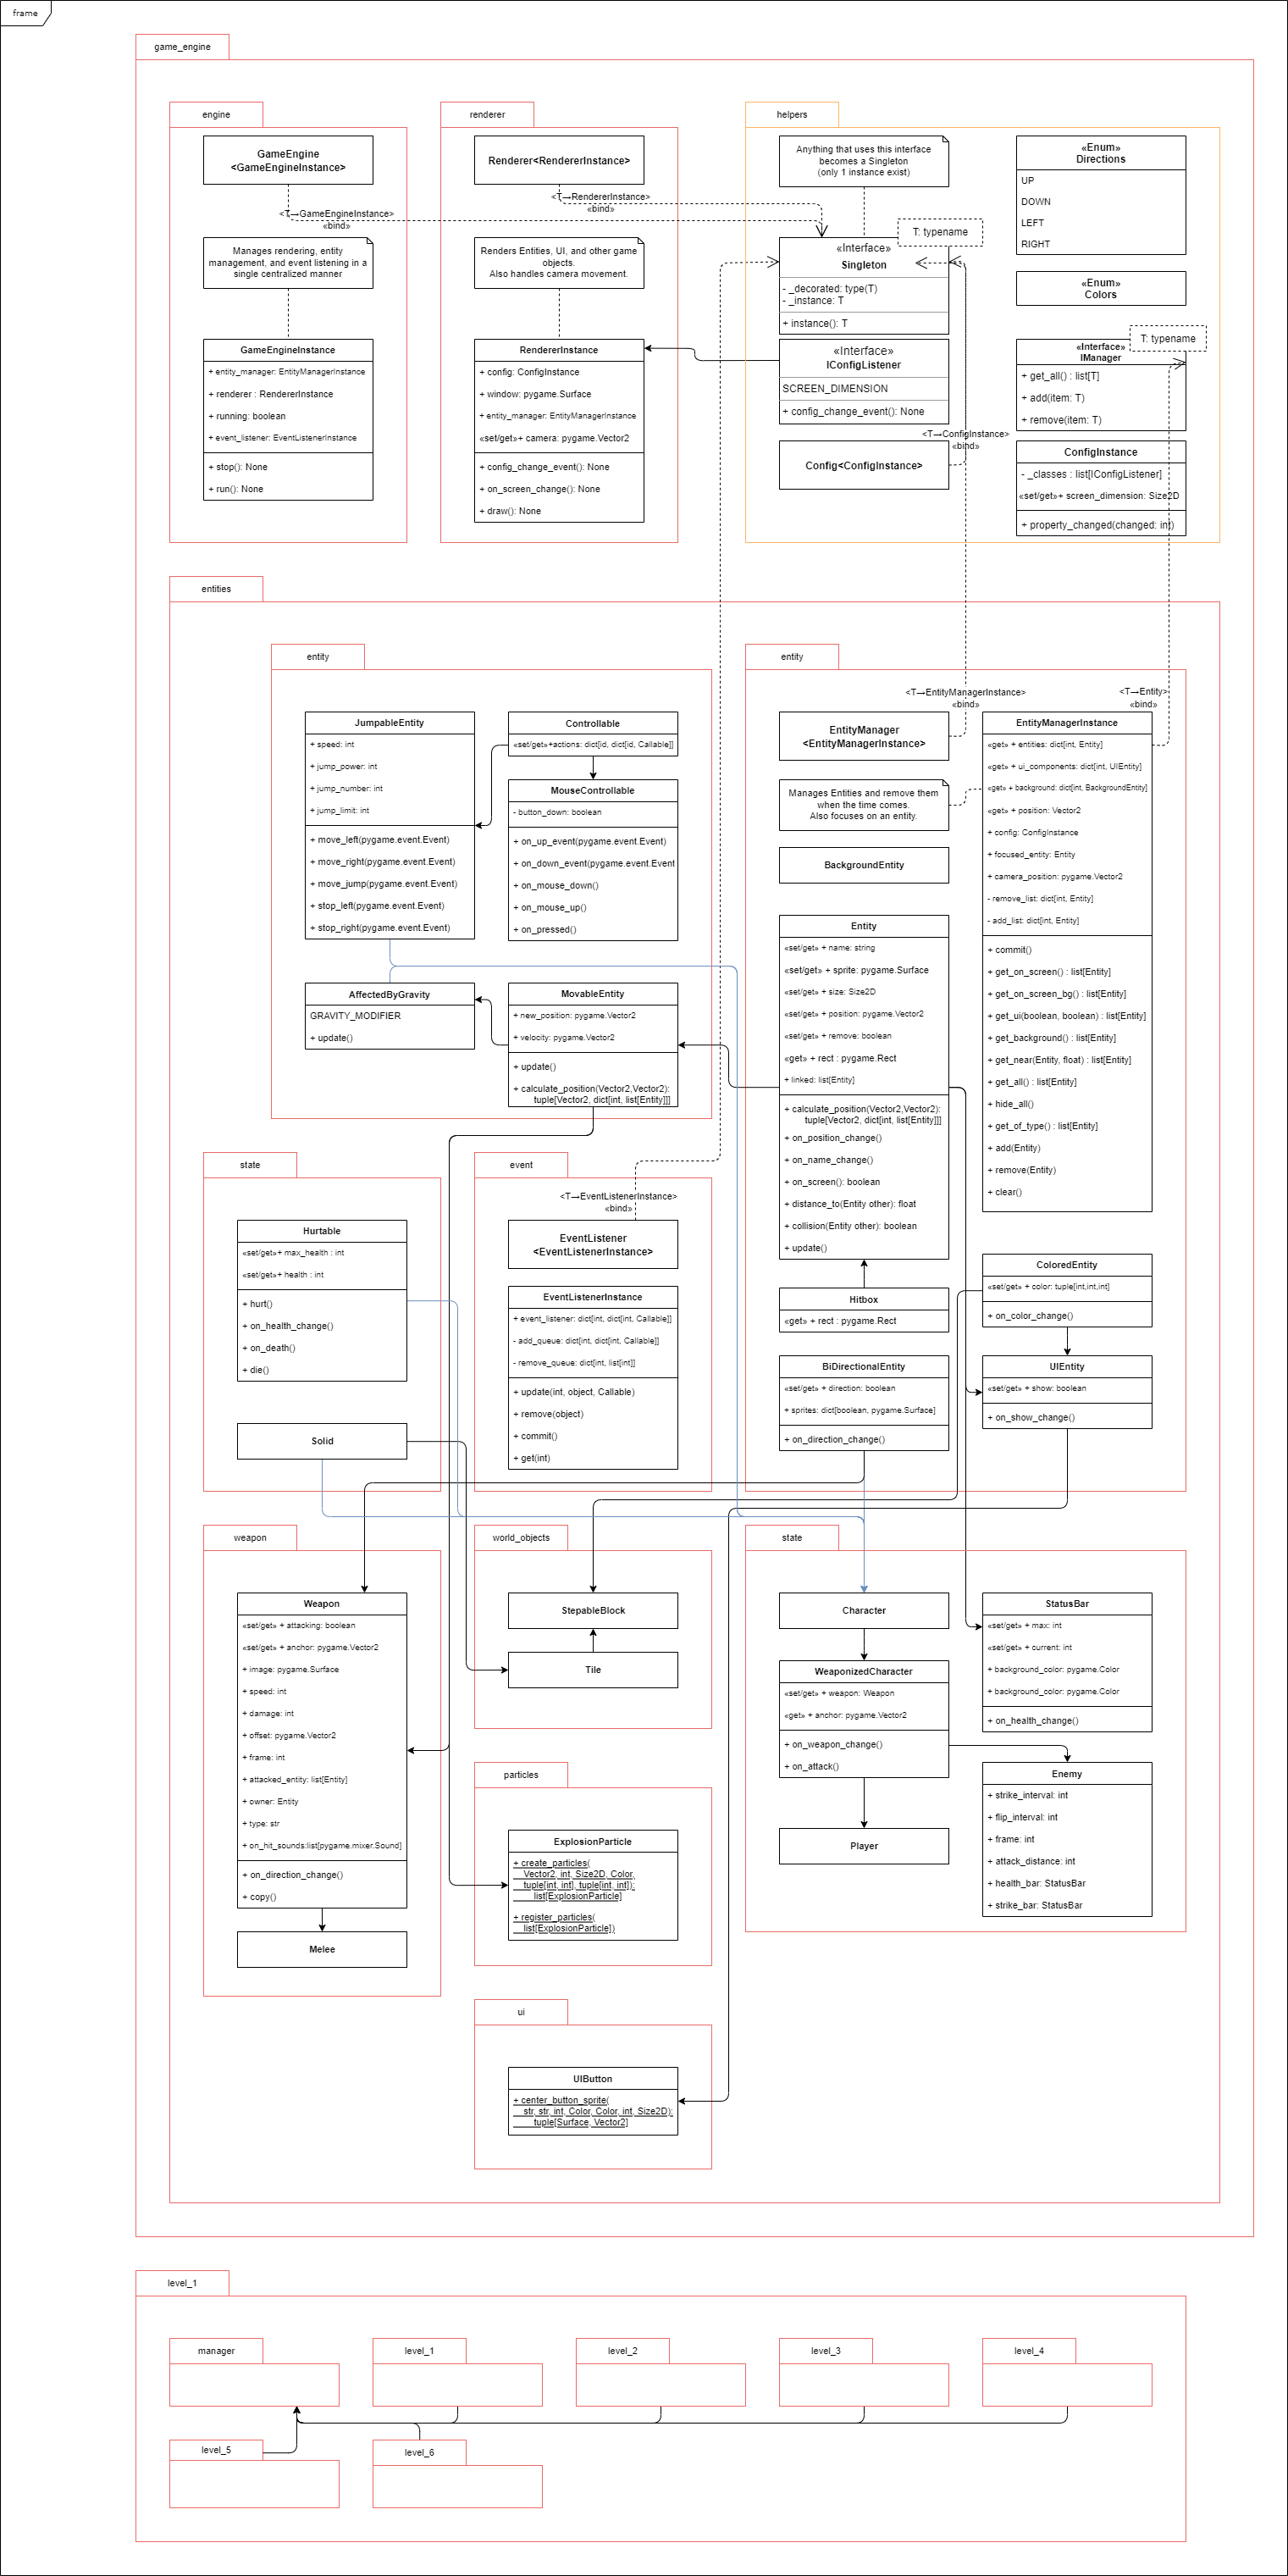 frame
game_engine
engine
GameEngine
<GameEngineInstance>
<T→GameEngineInstance>
«bind»
Manages rendering, entity
management, and event listening in a
single centralized manner
GameEngineInstance
+ entity_manager: EntityManagerInstance
+ renderer : RendererInstance
+ running: boolean
+ event_listener: EventListenerInstance
+ stop(): None
+ run(): None
renderer
Renderer<RendererInstance>
<T→RendererInstance>
«bind»
Renders Entities, UI, and other game
objects.
Also handles camera movement.
RendererInstance
+ config: ConfigInstance
+ window: pygame.Surface
+ entity_manager: EntityManagerInstance
«set/get»+ camera: pygame.Vector2
+ config_change_event(): None
+ on_screen_change(): None
+ draw(): None
helpers
Anything that uses this interface
becomes a Singleton
(only 1 instance exist)
T: typename
«Interface»
Singleton
- _decorated: type(T)
- _instance: T
+ instance(): T
«Interface»
IConfigListener
SCREEN_DIMENSION
+ config_change_event(): None
<T→ConfigInstance>
«bind»
Config<ConfigInstance>
«Enum»
Directions
UP
DOWN
LEFT
RIGHT
«Enum»
Colors
T: typename
«Interface»
IManager
+ get_all() : list[T]
+ add(item: T)
+ remove(item: T)
ConfigInstance
- _classes : list[IConfigListener]
«set/get»+ screen_dimension: Size2D
+ property_changed(changed: int)
entities
entity
JumpableEntity
+ speed: int
+ jump_power: int
+ jump_number: int
+ jump_limit: int
+ move_left(pygame.event.Event)
+ move_right(pygame.event.Event)
+ move_jump(pygame.event.Event)
+ stop_left(pygame.event.Event)
+ stop_right(pygame.event.Event)
Controllable
«set/get»+actions: dict[id, dict[id, Callable]]
MouseControllable
- button_down: boolean
+ on_up_event(pygame.event.Event)
+ on_down_event(pygame.event.Event
+ on_mouse_down()
+ on_mouse_up()
+ on_pressed()
AffectedByGravity
GRAVITY_MODIFIER
+ update()
MovableEntity
+ new_position: pygame.Vector2
+ velocity: pygame.Vector2
+ update()
+ calculate_position(Vector2,Vector2):
tuple[Vector2, dict[int, list[Entity]]]
entity
<T→EntityManagerInstance>
«bind»
<T→Entity>
«bind»
EntityManager
<EntityManagerInstance>
Manages Entities and remove them
when the time comes.
Also focuses on an entity.
BackgroundEntity
EntityManagerInstance
«get» + entities: dict[int, Entity]
«get» + ui_components: dict[int, UIEntity]
«get» + background: dict[int, BackgroundEntity]
«get» + position: Vector2
+ config: ConfigInstance
+ focused_entity: Entity
+ camera_position: pygame.Vector2
- remove_list: dict[int, Entity]
- add_list: dict[int, Entity]
+ commit()
+ get_on_screen() : list[Entity]
+ get_on_screen_bg() : list[Entity]
+ get_ui(boolean, boolean) : list[Entity]
+ get_background() : list[Entity]
+ get_near(Entity, float) : list[Entity]
+ get_all() : list[Entity]
+ hide_all()
+ get_of_type() : list[Entity]
+ add(Entity)
+ remove(Entity)
+ clear()
Entity
«set/get» + name: string
«set/get» + sprite: pygame.Surface
«set/get» + size: Size2D
«set/get» + position: pygame.Vector2
«set/get» + remove: boolean
«get» + rect : pygame.Rect
+ linked: list[Entity]
+ calculate_position(Vector2,Vector2):
tuple[Vector2, dict[int, list[Entity]]]
+ on_position_change()
+ on_name_change()
+ on_screen(): boolean
+ distance_to(Entity other): float
+ collision(Entity other): boolean
+ update()
Hitbox
«get» + rect : pygame.Rect
BiDirectionalEntity
«set/get» + direction: boolean
+ sprites: dict[boolean, pygame.Surface]
+ on_direction_change()
ColoredEntity
«set/get» + color: tuple[int,int,int]
+ on_color_change()
UIEntity
«set/get» + show: boolean
+ on_show_change()
state
Hurtable
«set/get»+ max_health : int
«set/get»+ health : int
+ hurt()
+ on_health_change()
+ on_death()
+ die()
Solid
event
<T→EventListenerInstance>
«bind»
EventListener
<EventListenerInstance>
EventListenerInstance
+ event_listener: dict[int, dict[int, Callable]]
- add_queue: dict[int, dict[int, Callable]]
- remove_queue: dict[int, list[int]]
+ update(int, object, Callable)
+ remove(object)
+ commit()
+ get(int)
weapon
Weapon
«set/get» + attacking: boolean
«set/get» + anchor: pygame.Vector2
+ image: pygame.Surface
+ speed: int
+ damage: int
+ offset: pygame.Vector2
+ frame: int
+ attacked_entity: list[Entity]
+ owner: Entity
+ type: str
+ on_hit_sounds:list[pygame.mixer.Sound]
+ on_direction_change()
+ copy()
Melee
world_objects
StepableBlock
Tile
particles
ExplosionParticle
+ create_particles(
Vector2, int, Size2D, Color,
tuple[int, int], tuple[int, int]):
list[ExplosionParticle]
+ register_particles(
list[ExplosionParticle])
ui
UIButton
+ center_button_sprite(
str, str, int, Color, Color, int, Size2D):
tuple[Surface, Vector2]
state
Character
WeaponizedCharacter
«set/get» + weapon: Weapon
«get» + anchor: pygame.Vector2
+ on_weapon_change()
+ on_attack()
Player
StatusBar
«set/get» + max: int
«set/get» + current: int
+ background_color: pygame.Color
+ background_color: pygame.Color
+ on_health_change()
Enemy
+ strike_interval: int
+ flip_interval: int
+ frame: int
+ attack_distance: int
+ health_bar: StatusBar
+ strike_bar: StatusBar
level_1
manager
level_1
level_2
level_3
level_4
level_5
level_6